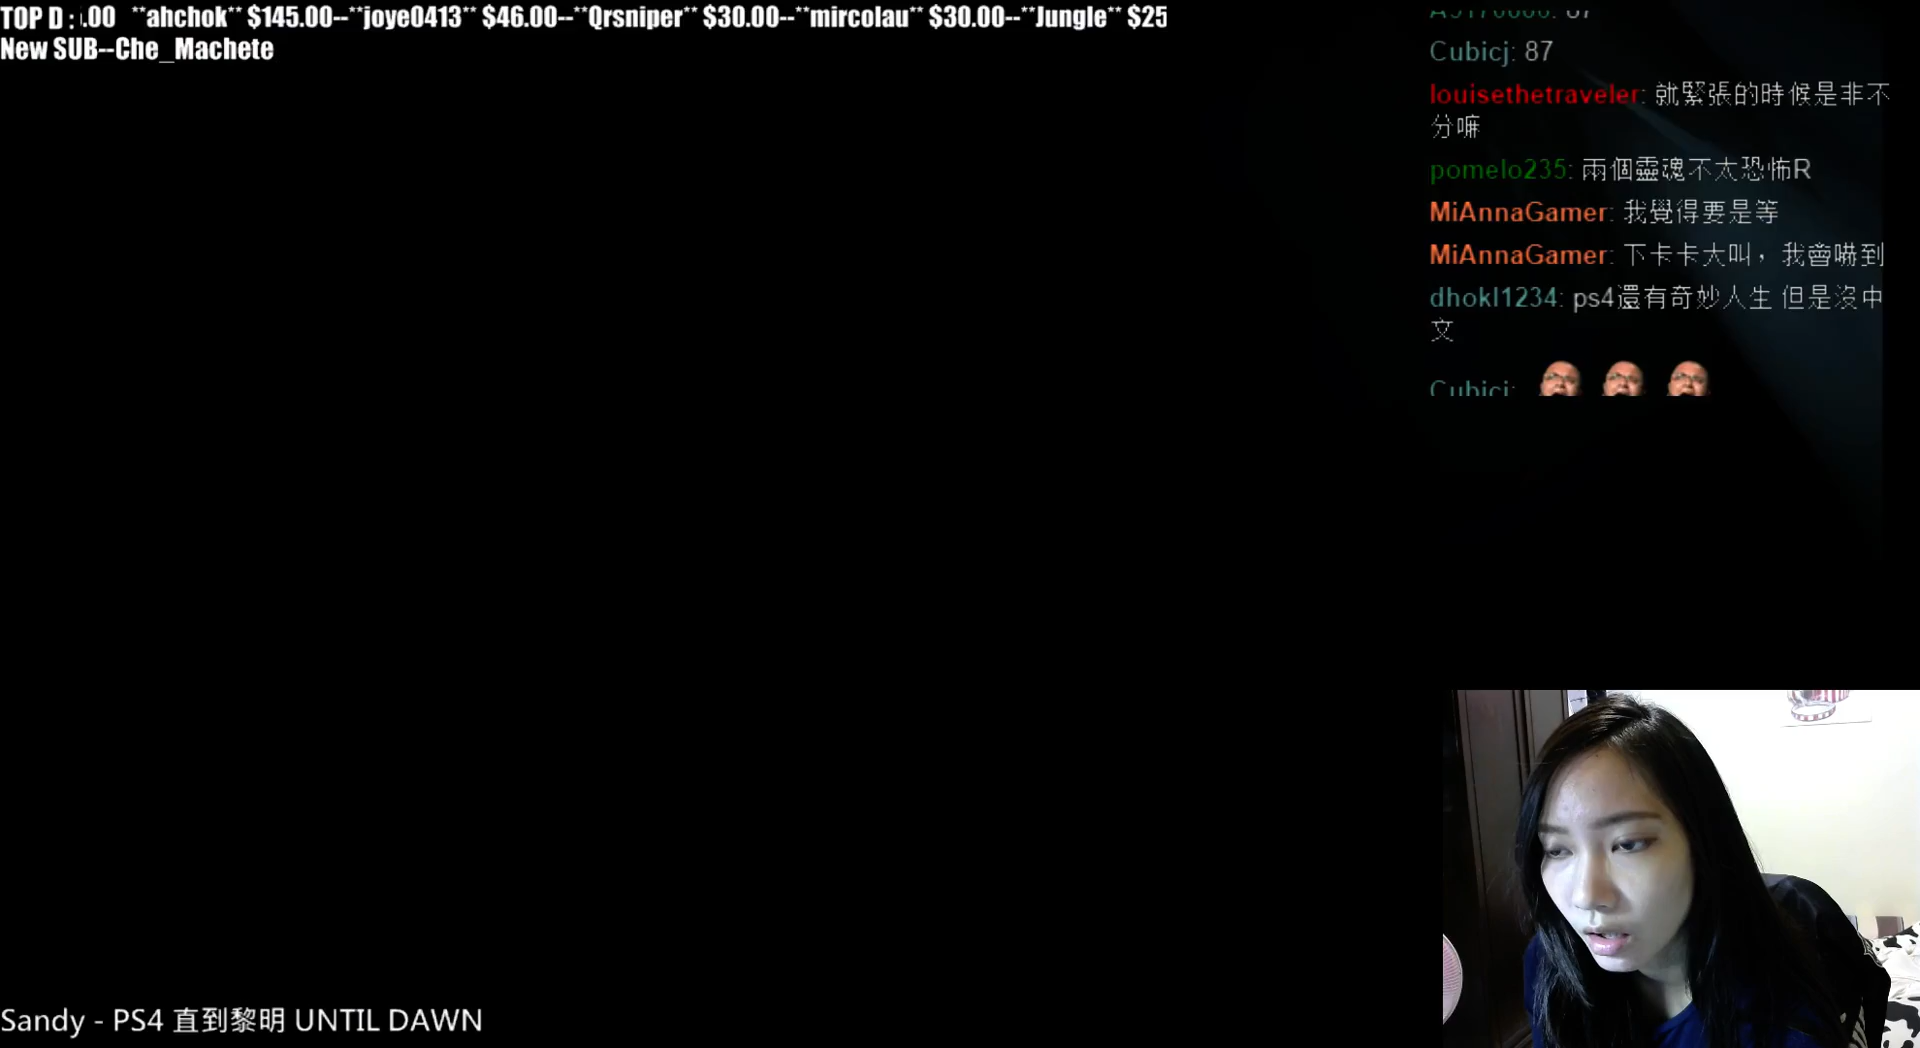 TOP D : .00 **ahchok** $145.00--**joye0413** $46.00--**Qrsniper** $30.00--**mircolau** $30.00--**Jungle** $25
New SUB--Che_Machete
Cubicj: 87
louisethetraveler: 就緊張的時候是非不
分嘛
pomelo235: 兩個靈魂不太恐怖R
MiAnnaGamer: 我覺得要是等
MiAnnaGamer: 下卡卡大叫，我會嚇到
dhokl1234: ps4還有奇妙人生 但是沒中
文
Cubicj:
Sandy - PS4 直到黎明 UNTIL DAWN